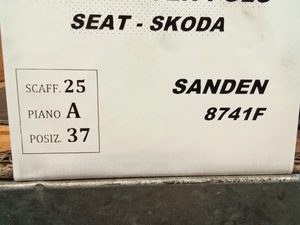 SEAT - SKODA
SCAFF. 25
PIANO A
POSIZ. 37
SANDEN
8741F